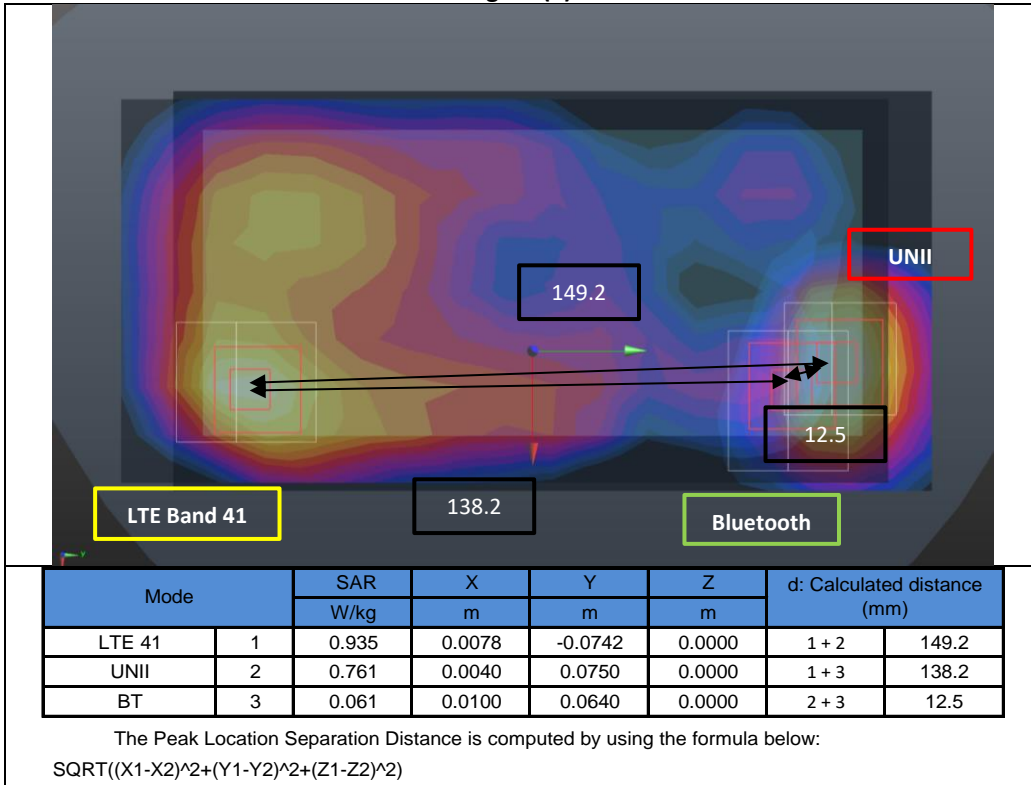 UNII
149.2
12.5
LTE Band 41
138.2
Bluetooth
Mode SAR X Y Z d: Calculated distance (mm)
W/kg m m m
LTE 41 1 0.935 0.0078 -0.0742 0.0000 1 + 2 149.2
UNII 2 0.761 0.0040 0.0750 0.0000 1 + 3 138.2
BT 3 0.061 0.0100 0.0640 0.0000 2 + 3 12.5
The Peak Location Separation Distance is computed by using the formula below:
SQRT((X1-X2)^2+(Y1-Y2)^2+(Z1-Z2)^2)